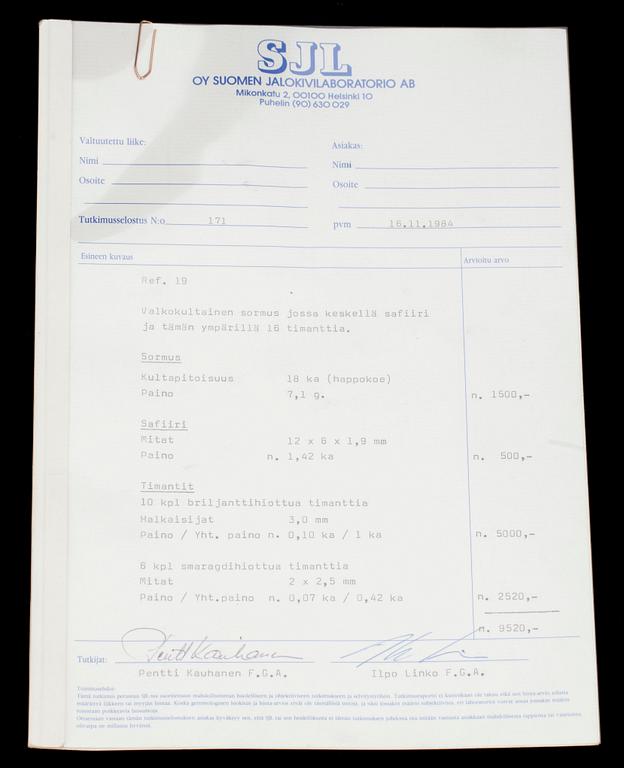 SJL
OY SUOMEN JALOKIVILABORATORIO AB
Mikonkatu 2, 00100 Helsinki 10
Puhelin (90) 630 029
Valtuutettu liike:
Asiakas:
Nimi
Nimi
Osoite
Osoite
Tutkimusselostus N:o 171
pvm 16.11.1984
Esineen kuvaus
Arvioitu arvo
Ref. 19
Valkokultainen sormus jossa keskellä safiiri
ja tämän ympärillä 16 timanttia.
Sormus
Kultapitoisuus 18 ka (happokoe)
Paino 7,1 g. n. 1500,-
Safiiri
Mitat 12 x 6 x 1,9 mm
Paino n. 1,42 ka n. 500,-
Timantit
10 kpl briljanttihiottua timanttia
Halkaisijat 3,0 mm
Paino / Yht. paino n. 0,10 ka / 1 ka n. 5000,-
6 kpl smaragdihiottua timanttia
Mitat 2 x 2,5 mm
Paino / Yht.paino n. 0,07 ka / 0,42 ka n. 2520,-
n. 9520,-
Tutkijat: Pentti Kauhanen
Pentti Kauhanen F.G.A. Ilpo Linko F.G.A.